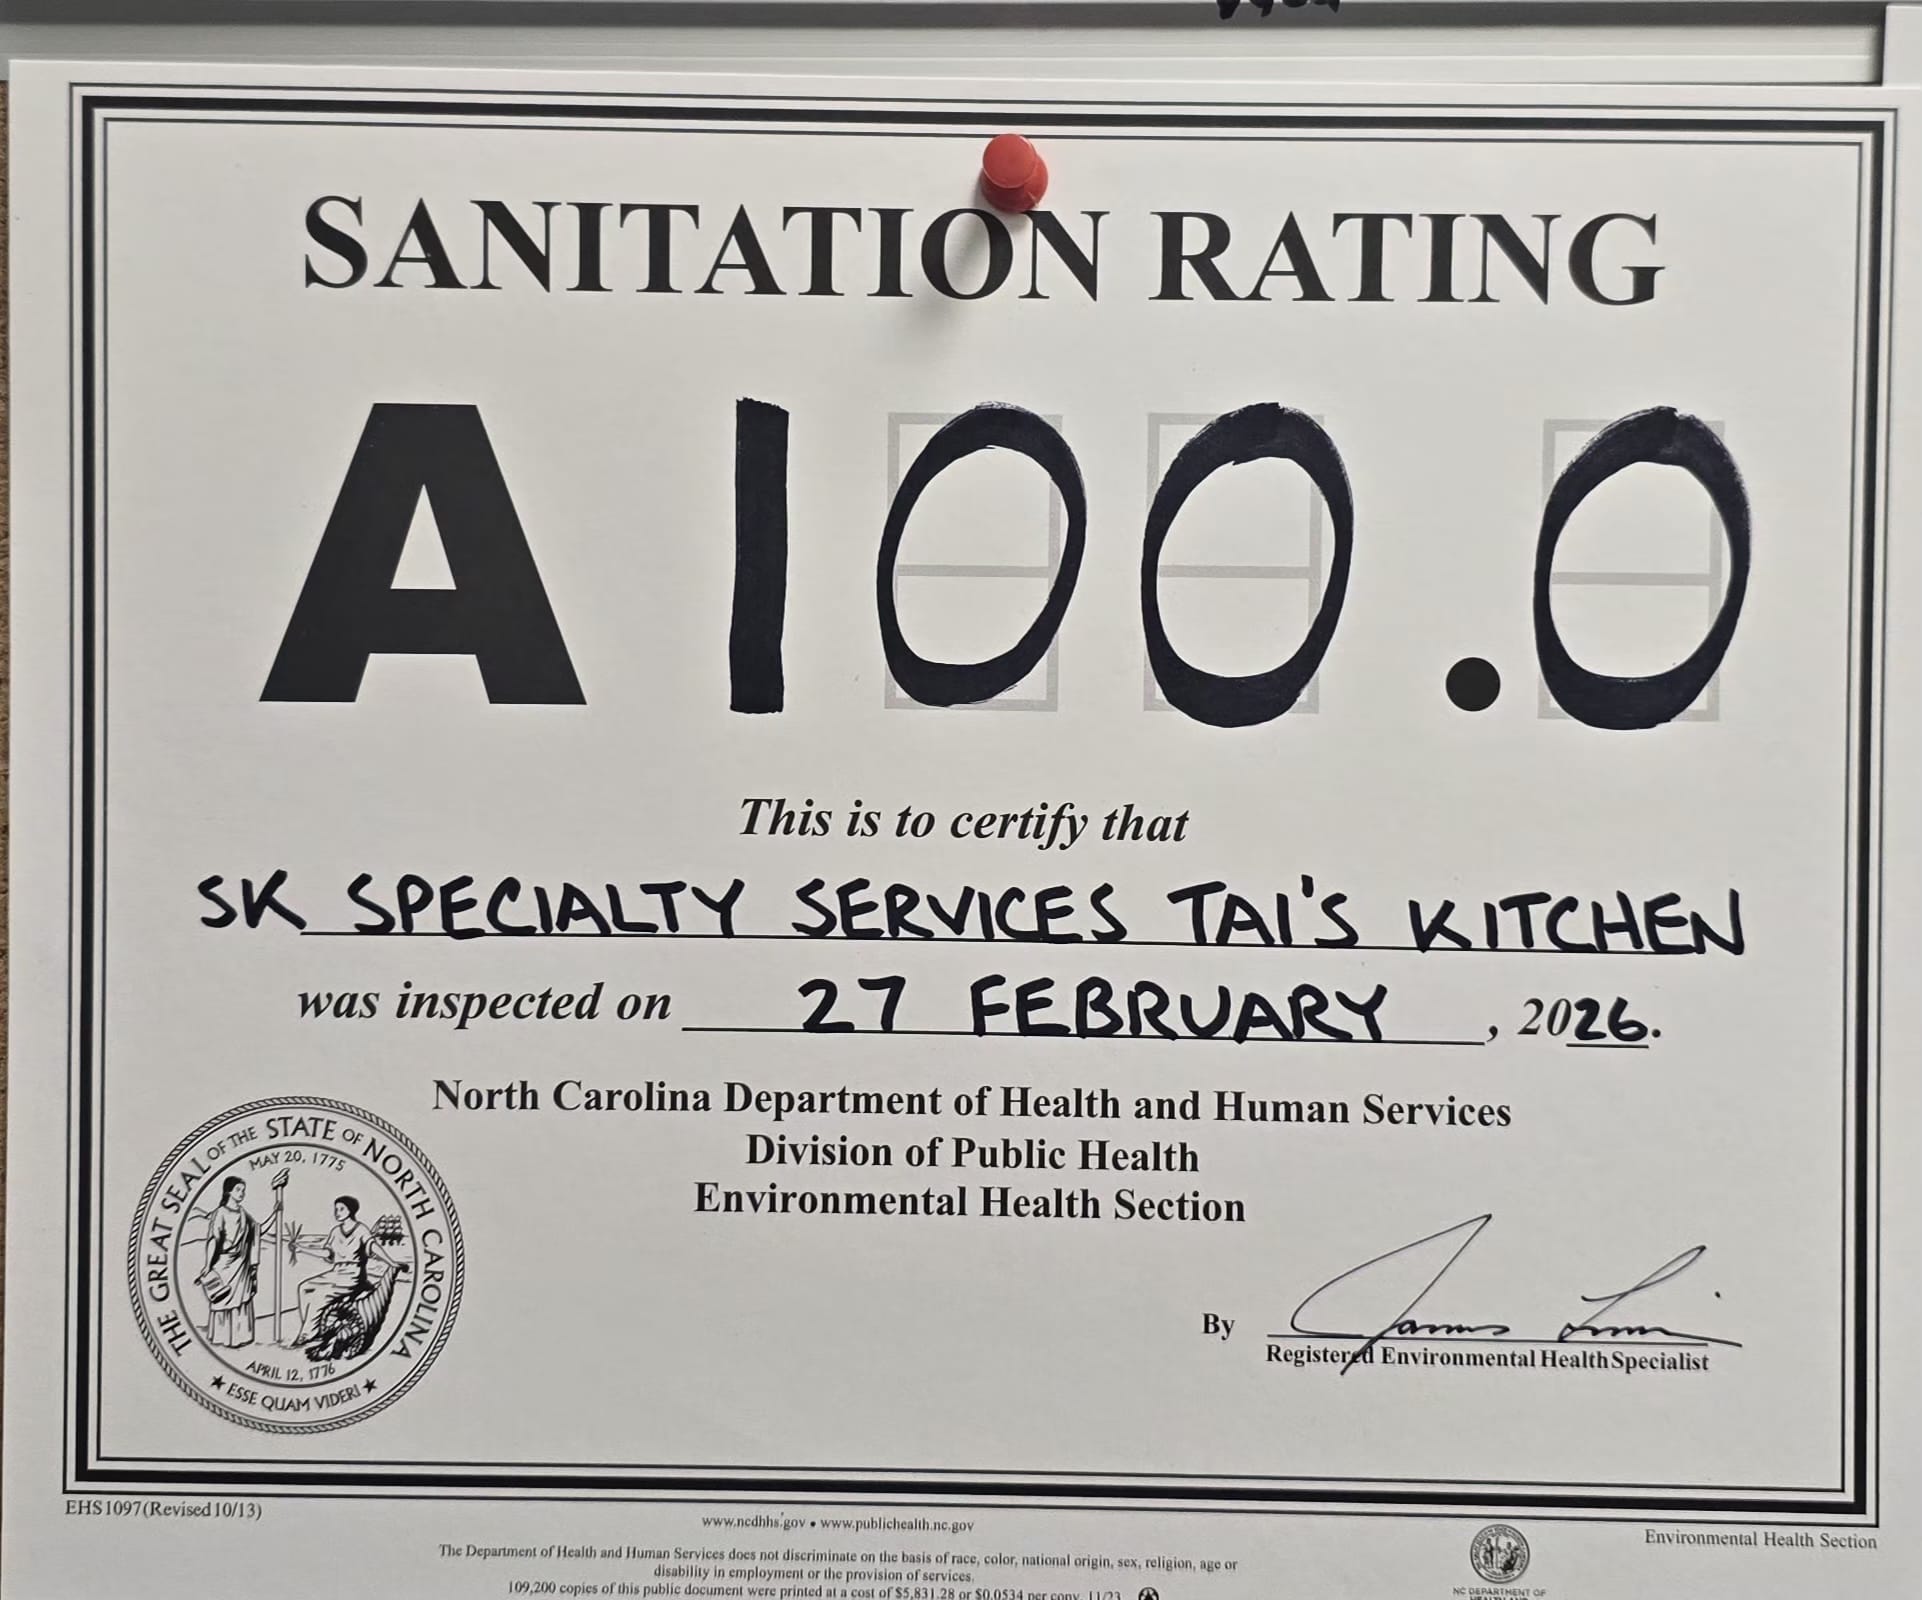 SANITATION RATING
A 100.0
This is to certify that
SK SPECIALTY SERVICES TAI'S KITCHEN
was inspected on 27 FEBRUARY, 2026.
North Carolina Department of Health and Human Services
Division of Public Health
Environmental Health Section
THE GREAT SEAL OF THE STATE OF NORTH CAROLINA
MAY 20, 1775
APRIL 12, 1776
★ ESSE QUAM VIDERI ★
By
Registered Environmental Health Specialist
EHS1097(Revised 10/13)
www.ncdhhs.gov • www.publichealth.nc.gov
Environmental Health Section
The Department of Health and Human Services does not discriminate on the basis of race, color, national origin, sex, religion, age or
disability in employment or the provision of services.
109,200 copies of this public document were printed at a cost of $5,831.28 or $0.0534 per copy. 11/23
NC DEPARTMENT OF